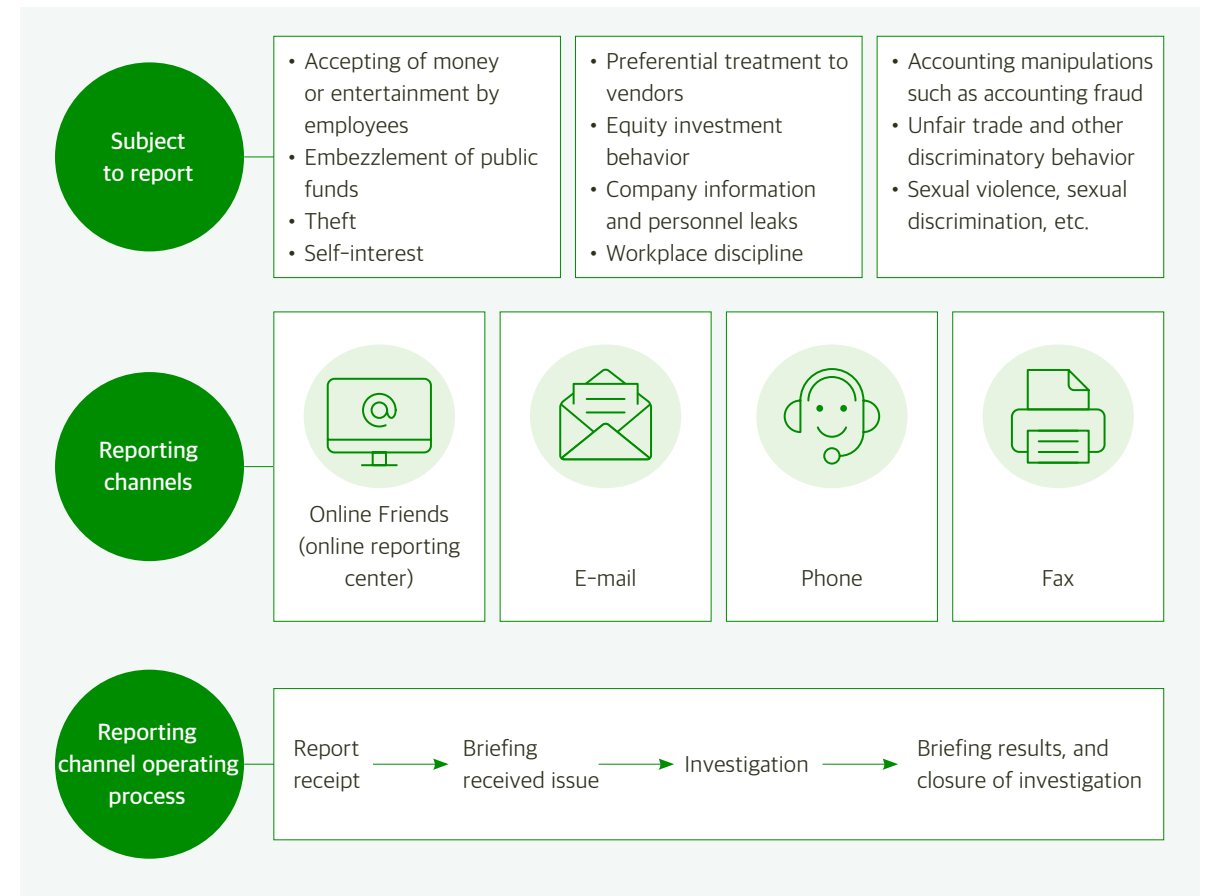 Subject
to report
• Accepting of money
or entertainment by
employees
• Embezzlement of public
funds
• Theft
• Self-interest
• Preferential treatment to
vendors
• Equity investment
behavior
• Company information
and personnel leaks
• Workplace discipline
• Accounting manipulations
such as accounting fraud
• Unfair trade and other
discriminatory behavior
• Sexual violence, sexual
discrimination, etc.
Reporting
channels
@
Online Friends
(online reporting
center)
E-mail
Phone
Fax
Reporting
channel operating
process
Report
receipt
Briefing
received issue
Investigation
Briefing results, and
closure of investigation